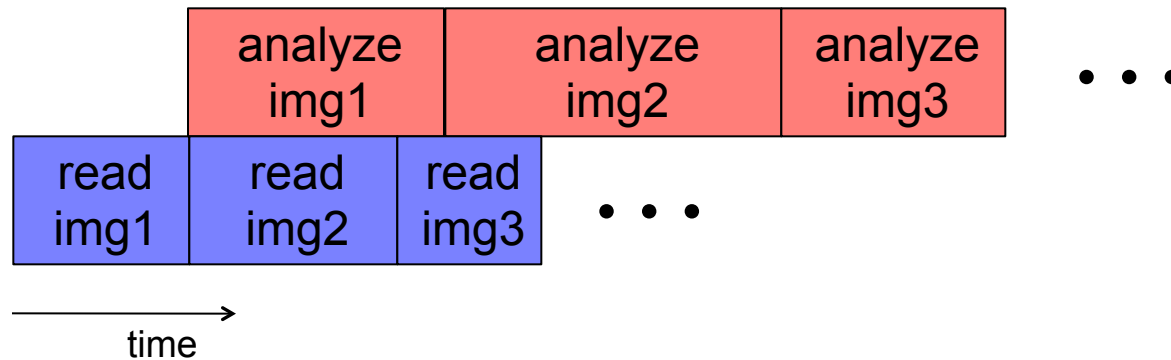 analyze
img1
analyze
img2
analyze
img3
• • •
read
img1
read
img2
read
img3
• • •
time